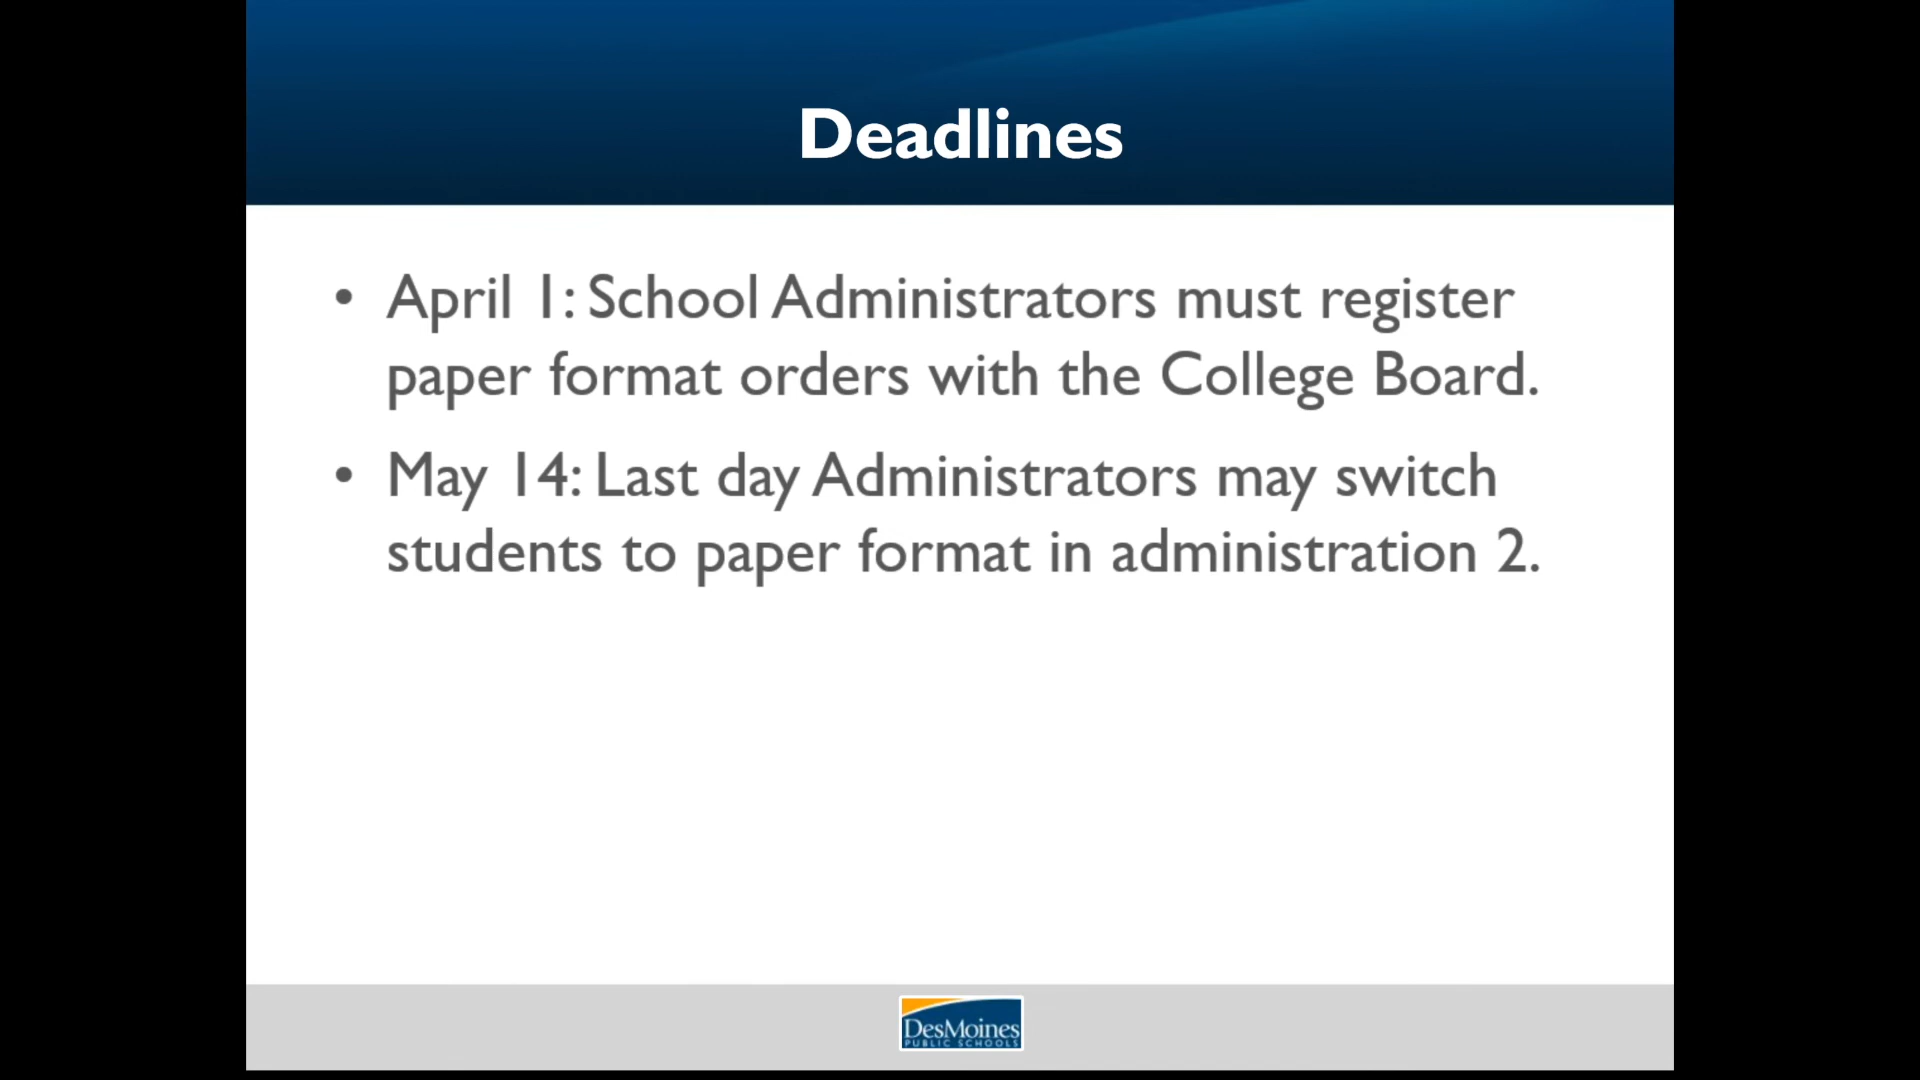 Deadlines
• April 1: School Administrators must register
paper format orders with the College Board.
• May 14: Last day Administrators may switch
students to paper format in administration 2.
DesMoines
PUBLIC SCHOOLS